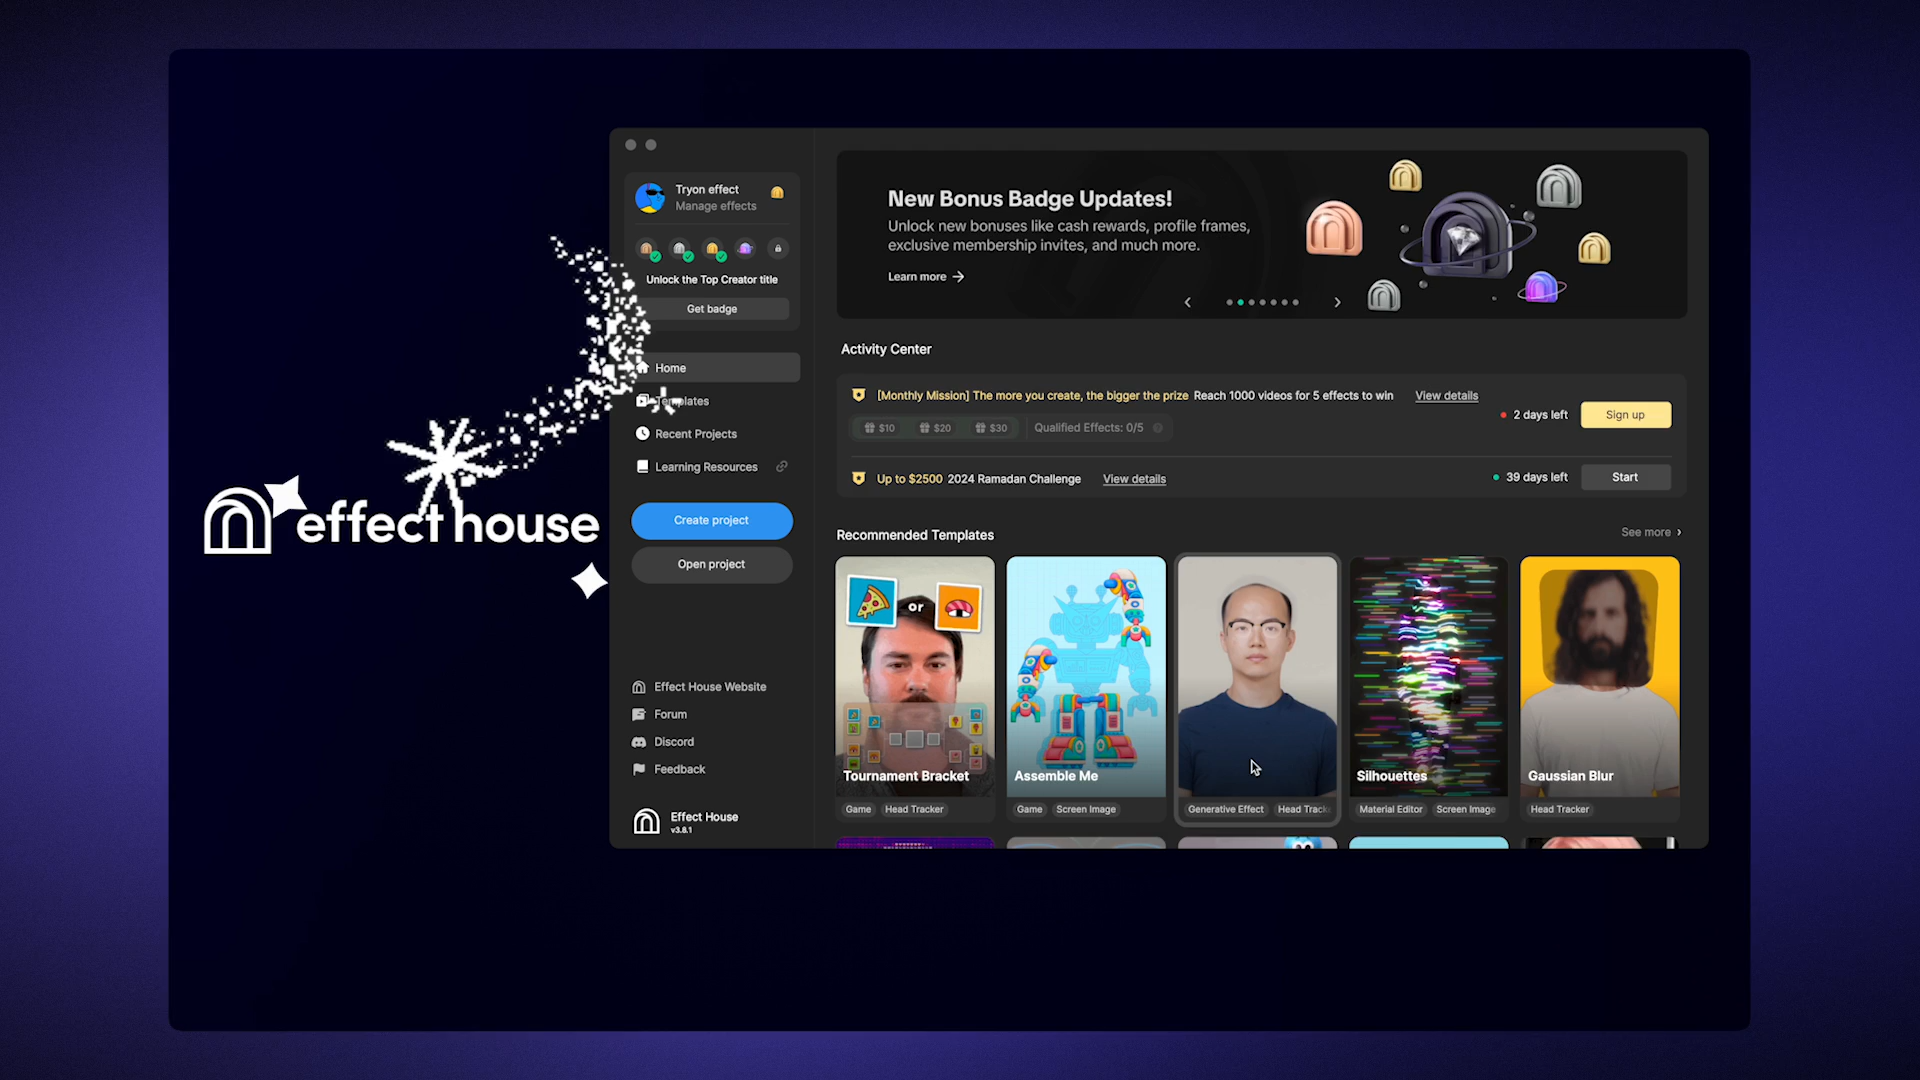 effect house
Tryon effect
Manage effects
Unlock the Top Creator title
Get badge
Home
Templates
Recent Projects
Learning Resources
Create project
Open project
Effect House Website
Forum
Discord
Feedback
Effect House
v3.8.1
New Bonus Badge Updates!
Unlock new bonuses like cash rewards, profile frames,
exclusive membership invites, and much more.
Learn more
Activity Center
[Monthly Mission] The more you create, the bigger the prize Reach 1000 videos for 5 effects to win View details
2 days left Sign up
$10 $20 $30 Qualified Effects: 0/5
Up to $2500 2024 Ramadan Challenge View details
39 days left Start
Recommended Templates
See more
or
Tournament Bracket
Game Head Tracker
Assemble Me
Game Screen Image
Generative Effect Head Track
Silhouettes
Material Editor Screen Image
Gaussian Blur
Head Tracker